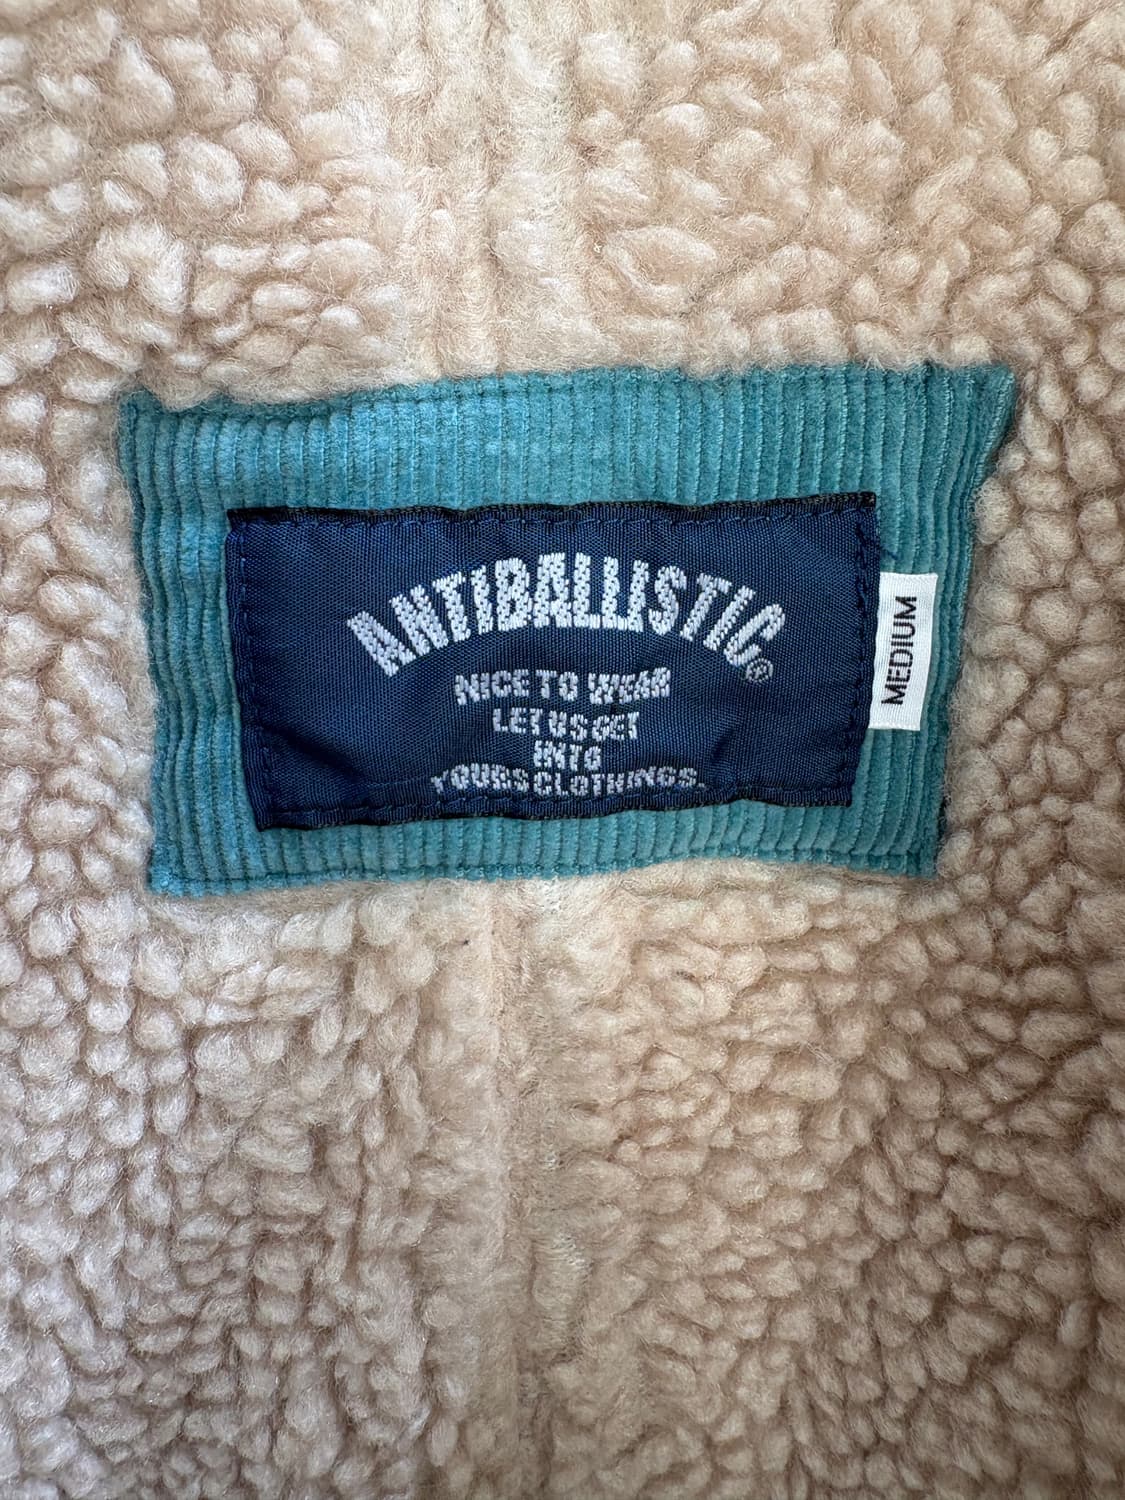 ANTIBALLISTIC®
NICE TO WEAR
LET US GET
INTO
YOURS CLOTHINGS.
MEDIUM